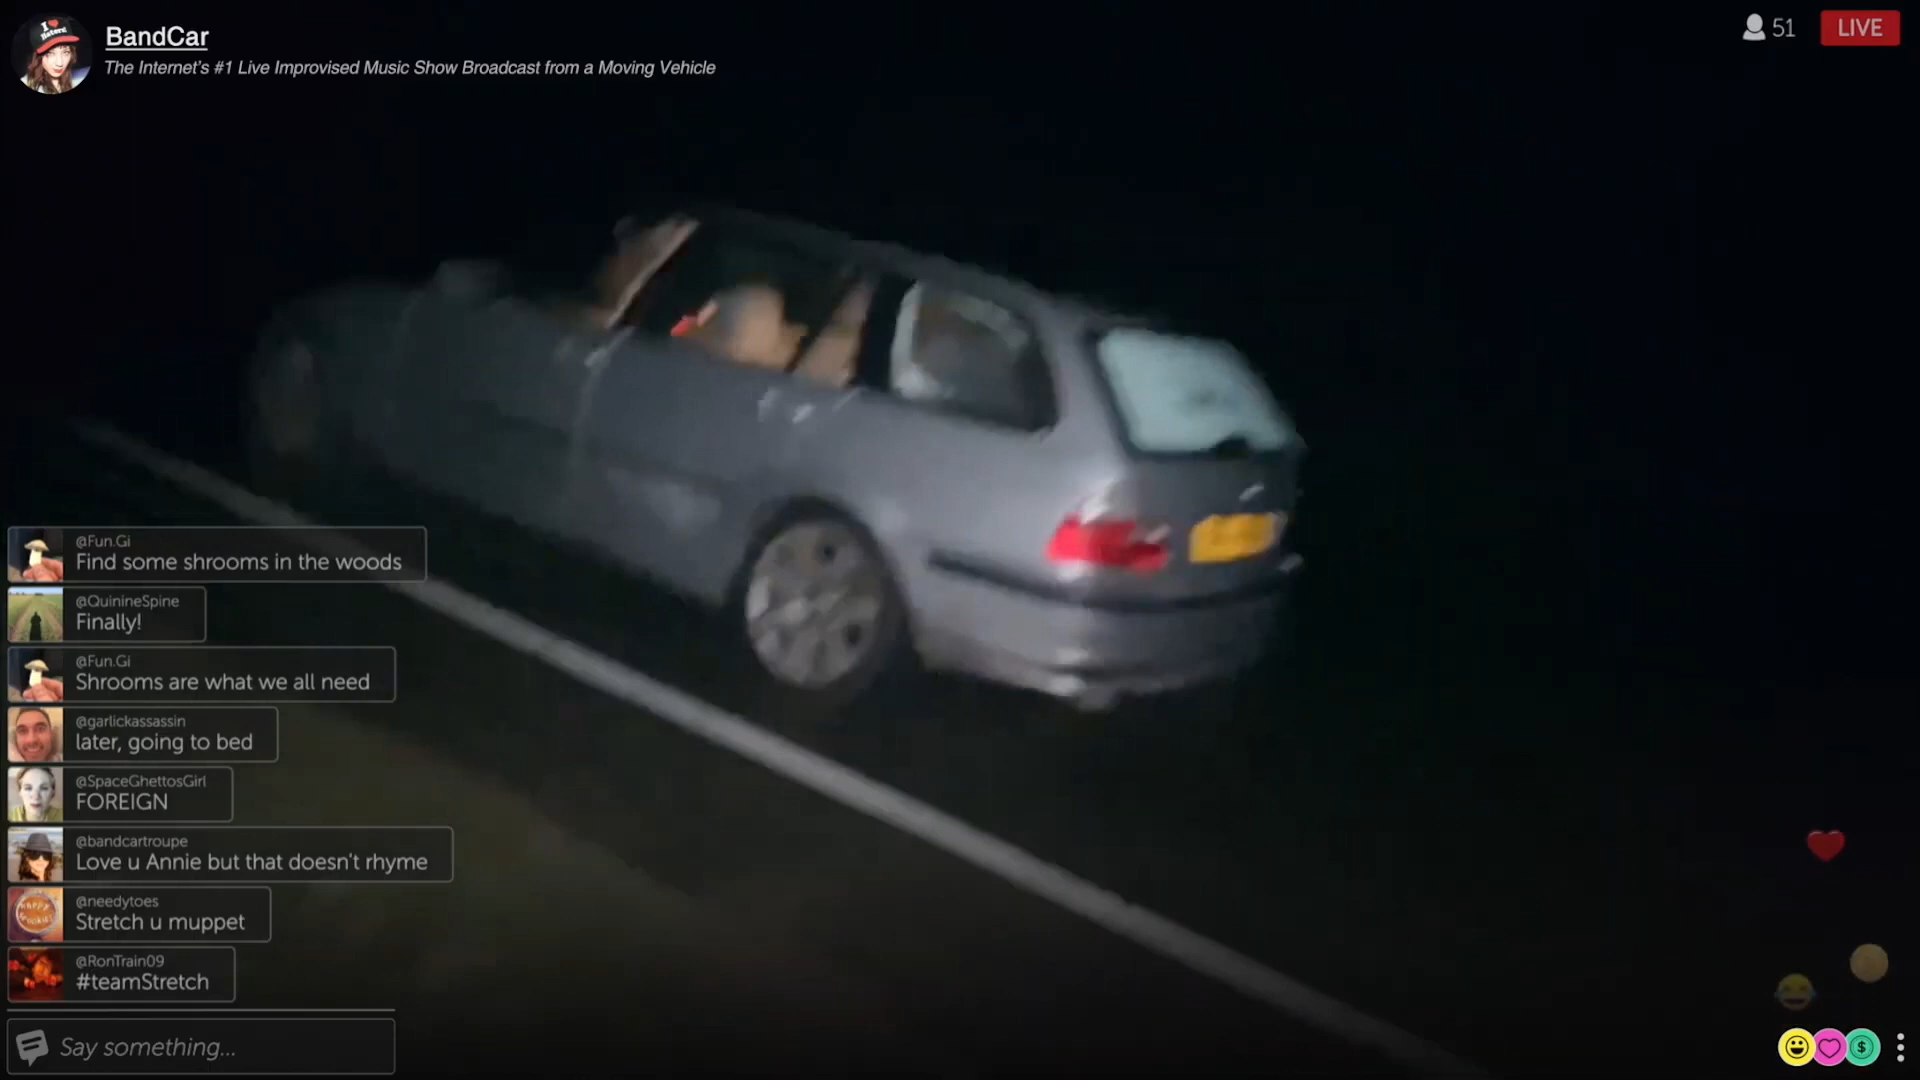 BandCar
The Internet's #1 Live Improvised Music Show Broadcast from a Moving Vehicle
51
LIVE
@Fun.Gi
Find some shrooms in the woods
@QuinineSpine
Finally!
@Fun.Gi
Shrooms are what we all need
@garlickassassin
later, going to bed
@SpaceGhettosGirl
FOREIGN
@bandcartroupe
Love u Annie but that doesn't rhyme
@needytoes
Stretch u muppet
@RonTrain09
#teamStretch
Say something...
$